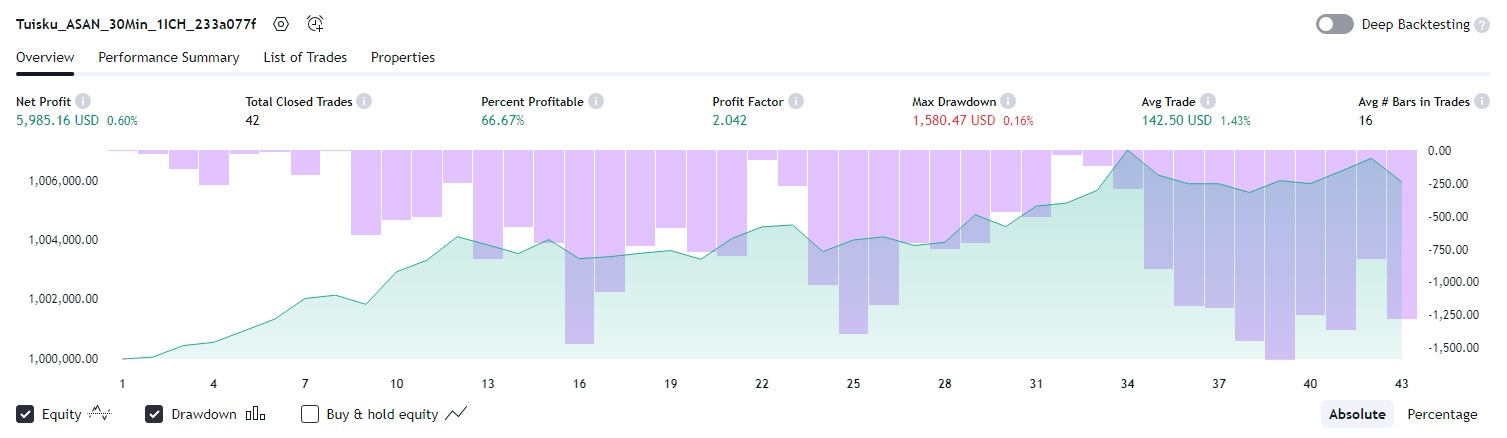 Tuisku_ASAN_30Min_1ICH_233a077f
Deep Backtesting ?
Overview Performance Summary List of Trades Properties
Net Profit i Total Closed Trades i Percent Profitable i Profit Factor i Max Drawdown i Avg Trade i Avg # Bars in Trades i
5,985.16 USD 0.60% 42 66.67% 2.042 1,580.47 USD 0.16% 142.50 USD 1.43% 16
0.00
1,006,000.00 -250.00
-500.00
1,004,000.00 -750.00
-1,000.00
1,002,000.00 -1,250.00
1,000,000.00 -1,500.00
1 4 7 10 13 16 19 22 25 28 31 34 37 40 43
Equity Drawdown Buy & hold equity Absolute Percentage